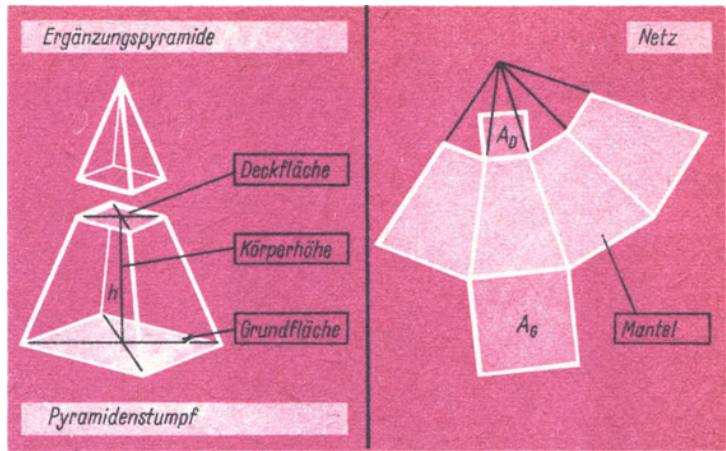 Ergänzungspyramide
Deckfläche
Körperhöhe
h
Grundfläche
Pyramidenstumpf
Netz
A_D
A_G
Mantel